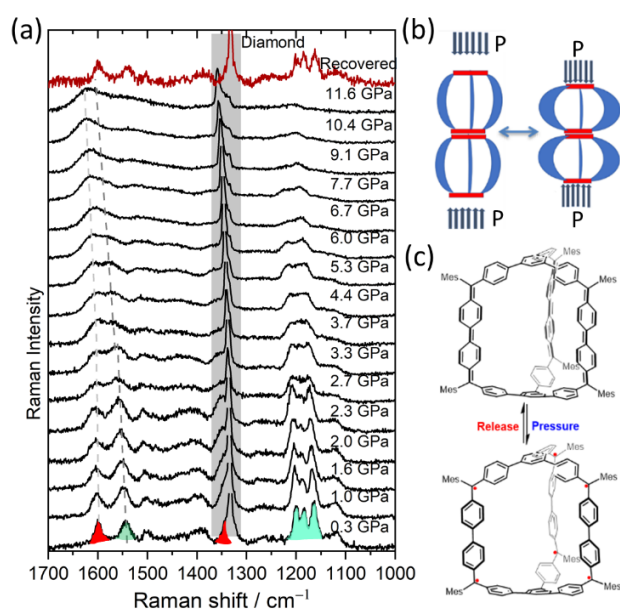 (a)
Diamond
Recovered
11.6 GPa
10.4 GPa
9.1 GPa
7.7 GPa
6.7 GPa
6.0 GPa
5.3 GPa
4.4 GPa
3.7 GPa
3.3 GPa
2.7 GPa
2.3 GPa
2.0 GPa
1.6 GPa
1.0 GPa
0.3 GPa
Raman Intensity
1700 1600 1500 1400 1300 1200 1100 1000
Raman shift / cm⁻¹
(b)
P P
P P
(c)
Mes
Mes
Mes
Mes
Mes
Mes
Release Pressure
Mes
Mes
Mes
Mes
Mes
Mes